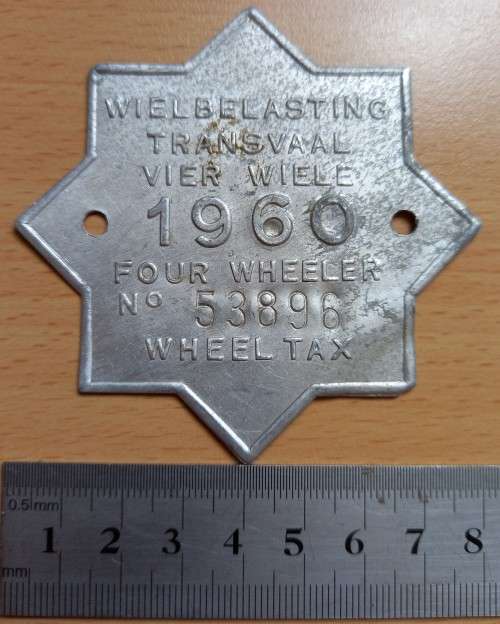 WIELBELASTING
TRANSVAAL
VIER WIELE
1960
FOUR WHEELER
No 53896
WHEEL TAX
0.5mm
1 2 3 4 5 6 7 8
mm